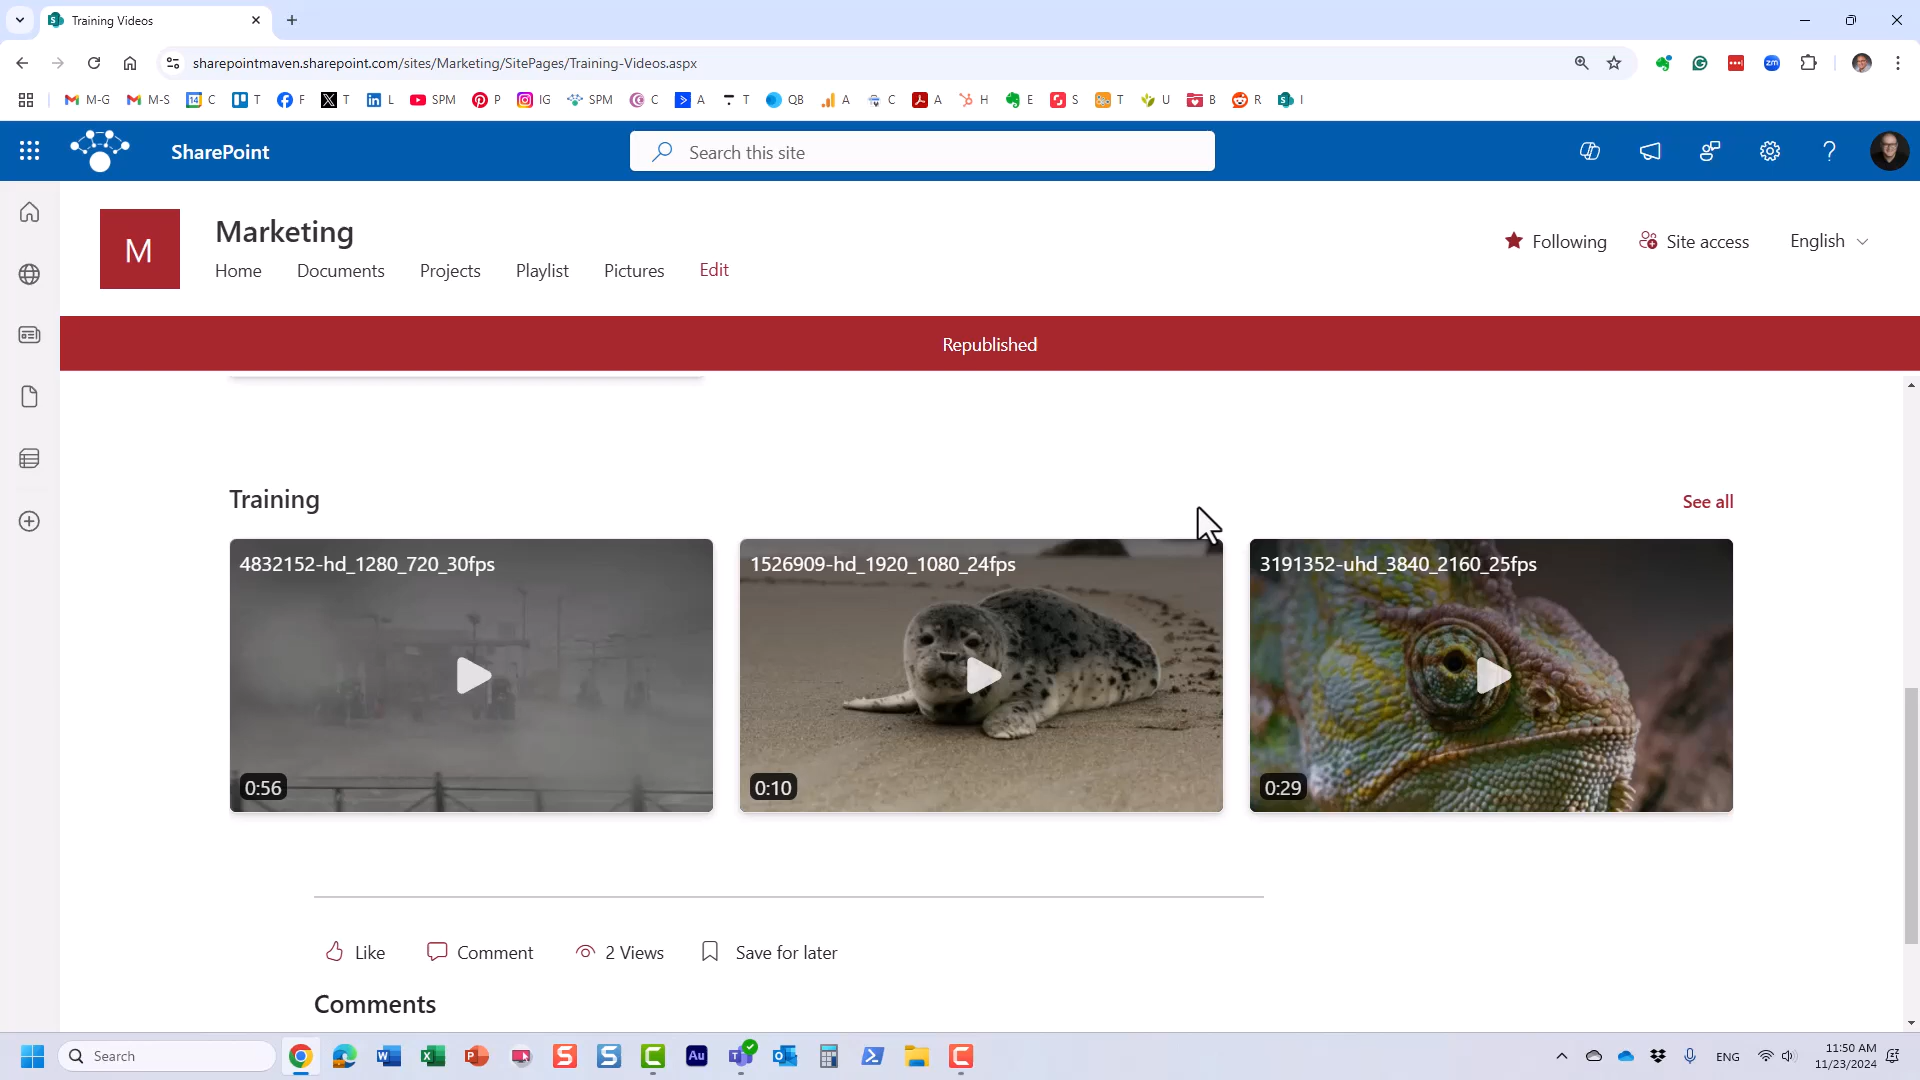 Training Videos
sharepointmaven.sharepoint.com/sites/Marketing/SitePages/Training-Videos.aspx
M-G M-S C T F T L SPM P IG SPM C A T QB A C A H E S T U B R I
SharePoint
Search this site
M
Marketing
Home Documents Projects Playlist Pictures Edit
Following Site access English
Republished
Training
See all
4832152-hd_1280_720_30fps
0:56
1526909-hd_1920_1080_24fps
0:10
3191352-uhd_3840_2160_25fps
0:29
Like Comment 2 Views Save for later
Comments
Search
ENG
11:50 AM
11/23/2024